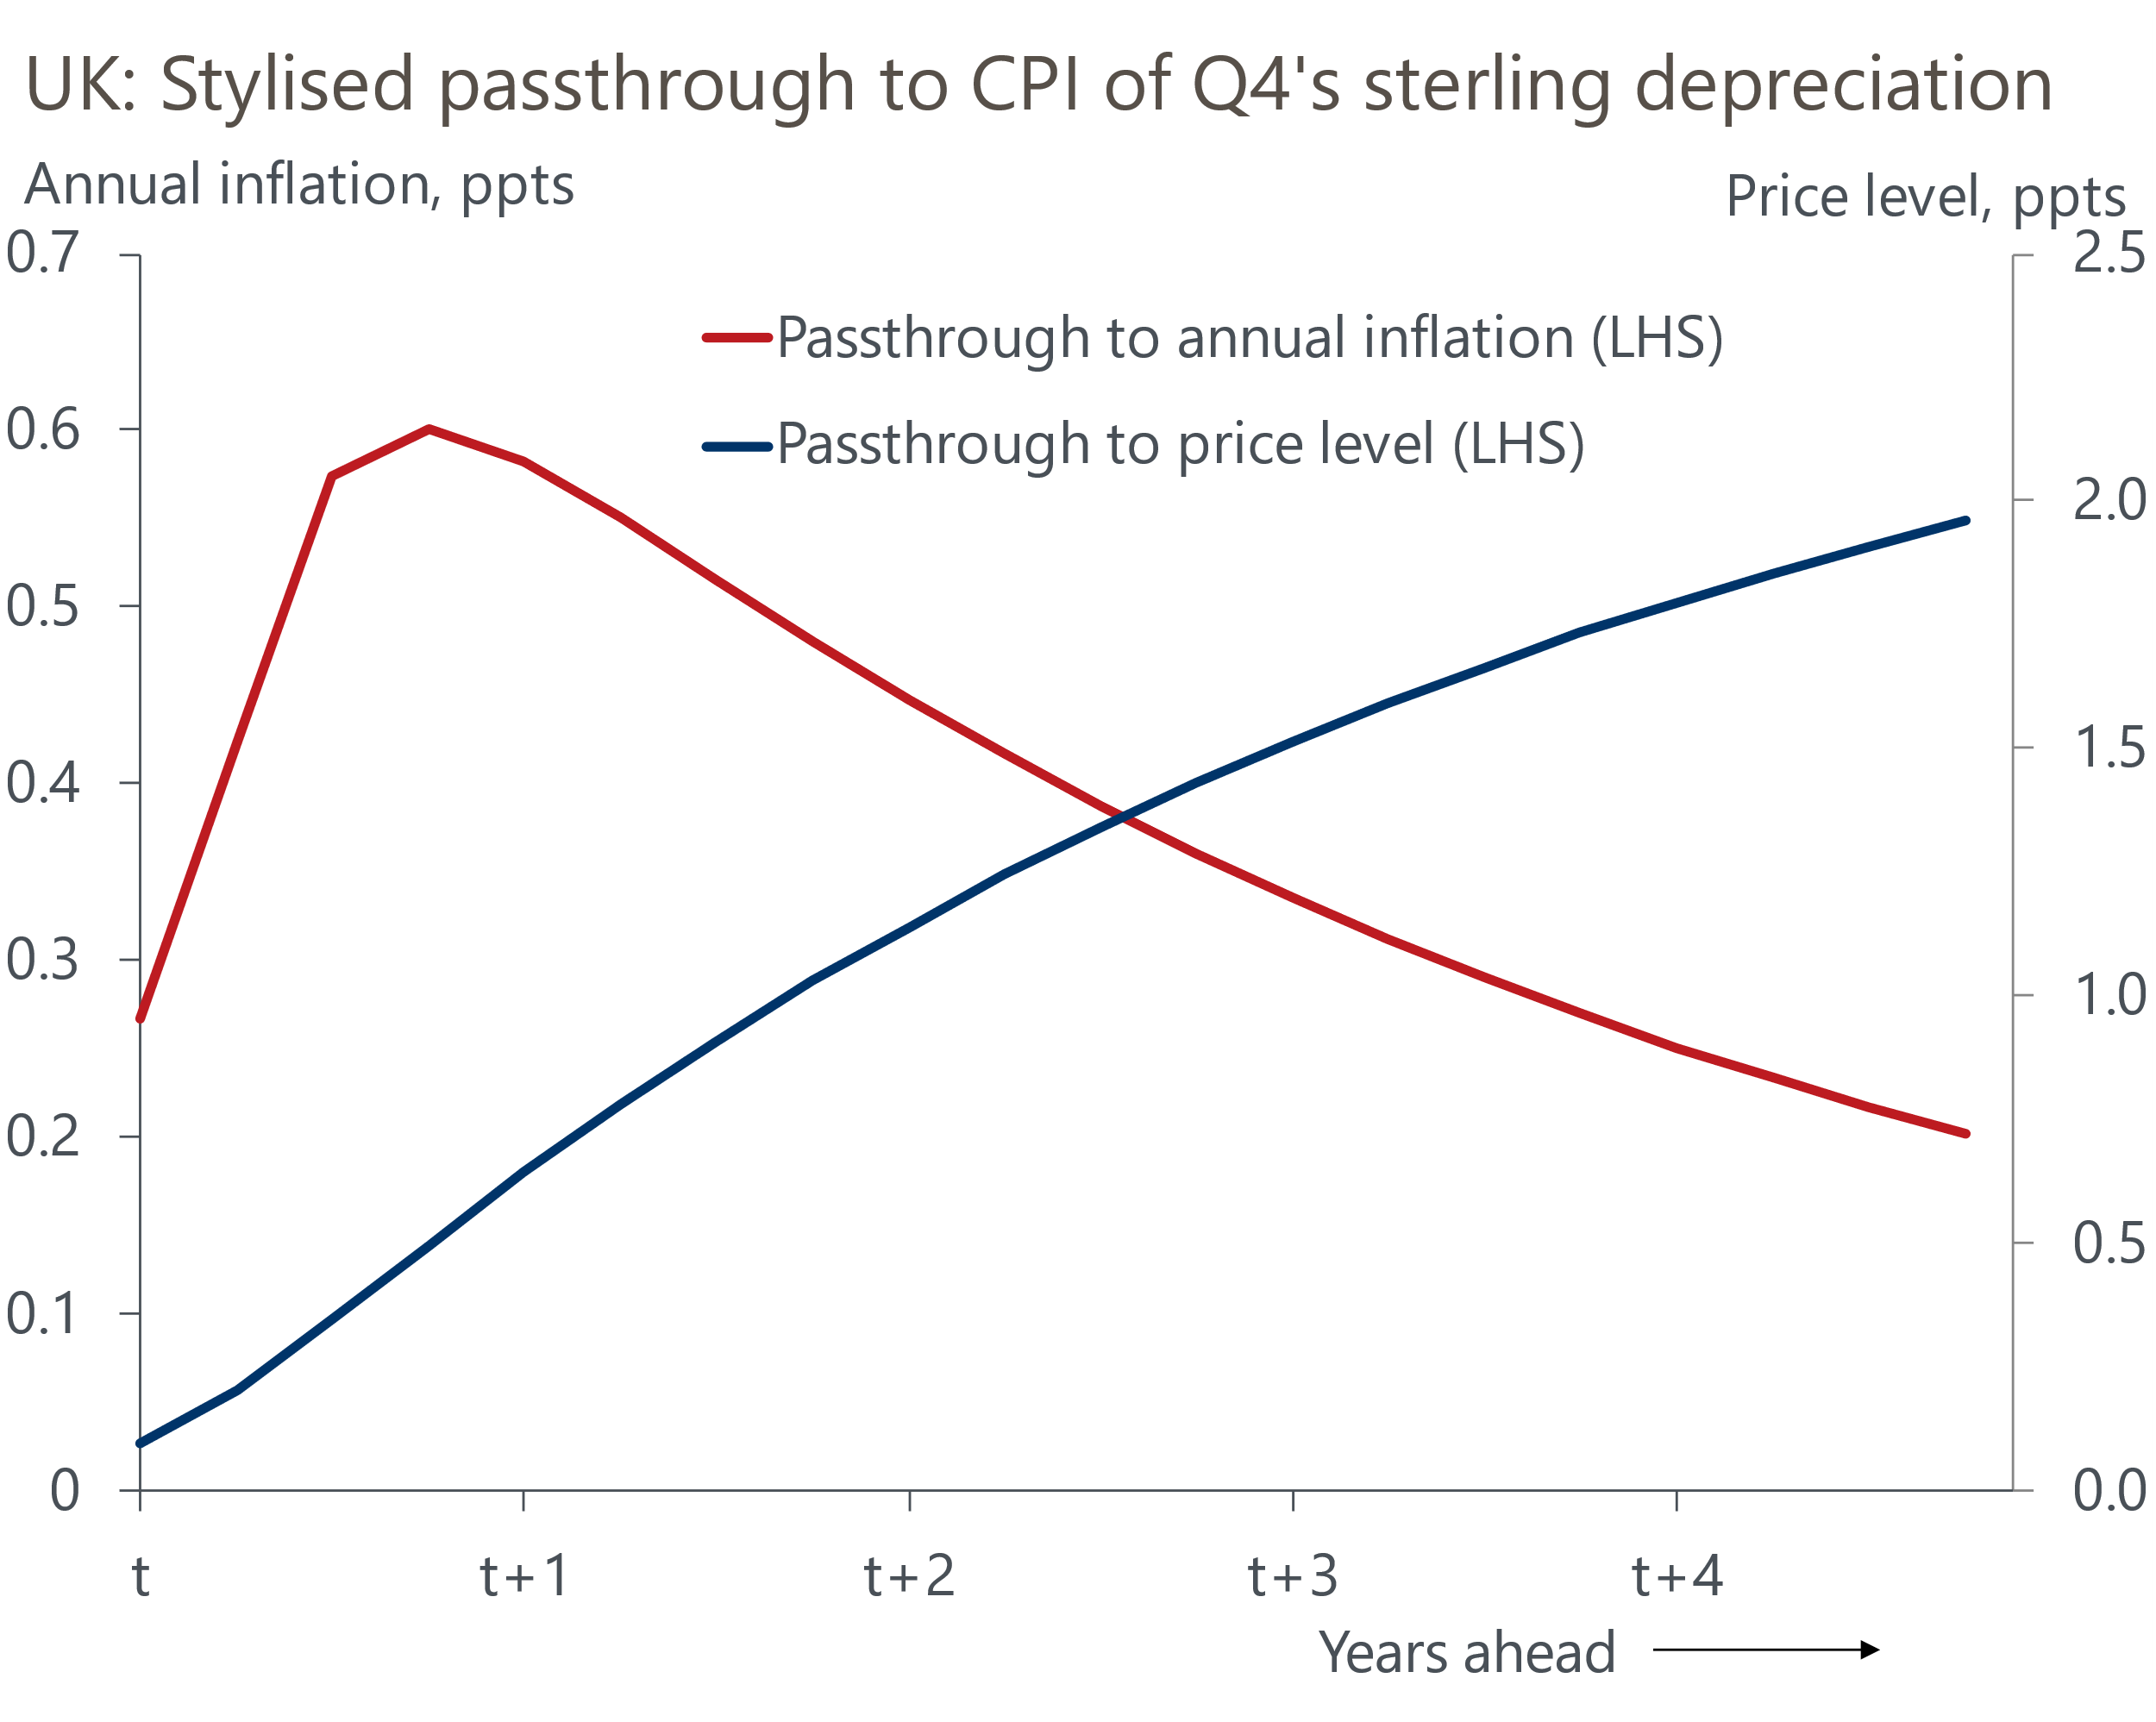 UK: Stylised passthrough to CPI of Q4's sterling depreciation
Annual inflation, ppts
Price level, ppts
0.7
2.5
Passthrough to annual inflation (LHS)
Passthrough to price level (LHS)
0.6
2.0
0.5
1.5
0.4
0.3
1.0
0.2
0.5
0.1
0
0.0
t
t+1
t+2
t+3
t+4
Years ahead